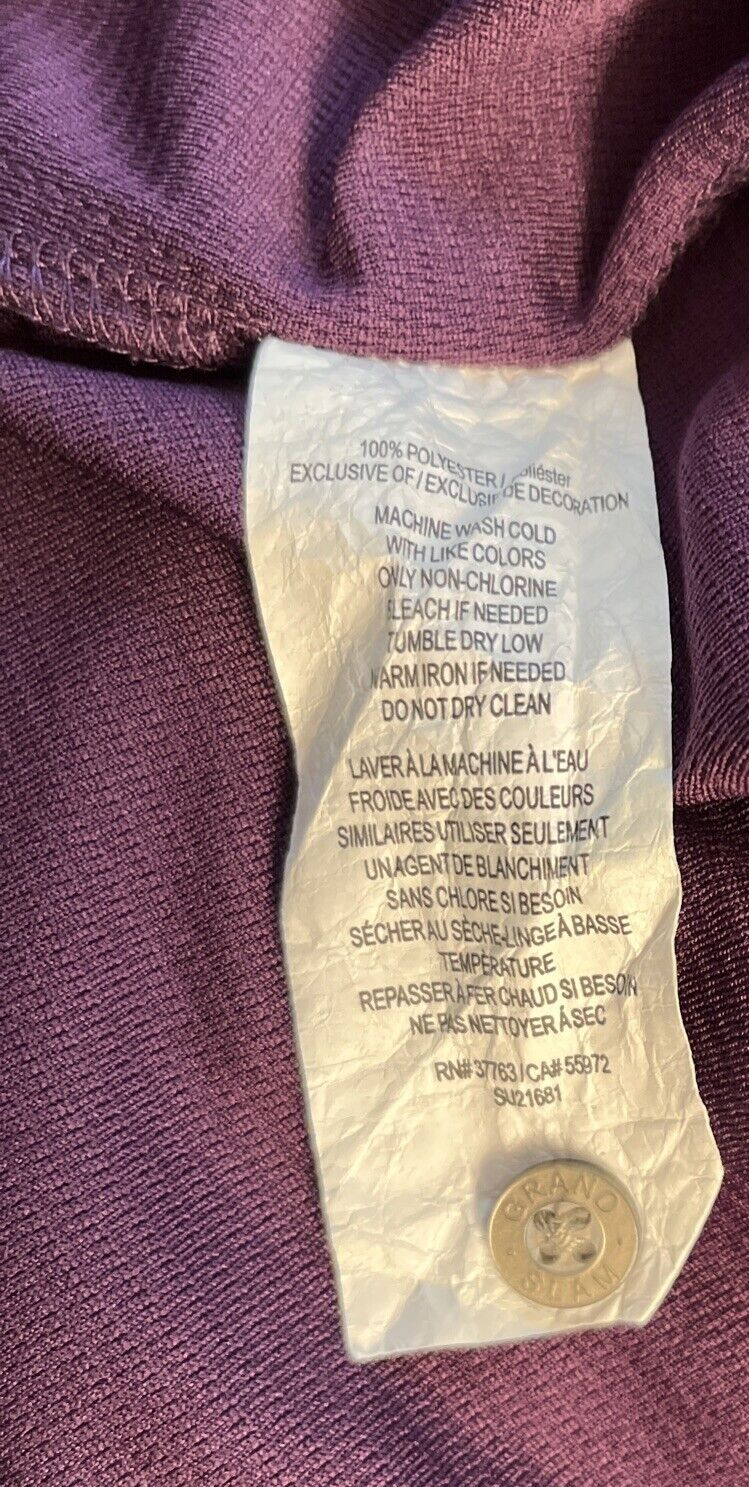 100% POLYESTER / Poliéster
EXCLUSIVE OF / EXCLUSIF DE DECORATION
MACHINE WASH COLD
WITH LIKE COLORS
ONLY NON-CHLORINE
BLEACH IF NEEDED
TUMBLE DRY LOW
WARM IRON IF NEEDED
DO NOT DRY CLEAN
LAVER À LA MACHINE À L'EAU
FROIDE AVEC DES COULEURS
SIMILAIRES UTILISER SEULEMENT
UN AGENT DE BLANCHIMENT
SANS CHLORE SI BESOIN
SÉCHER AU SÈCHE-LINGE À BASSE
TEMPÉRATURE
REPASSER À FER CHAUD SI BESOIN
NE PAS NETTOYER À SEC
RN# 37763 / CA# 55972
SU21681
GRAND
SLAM